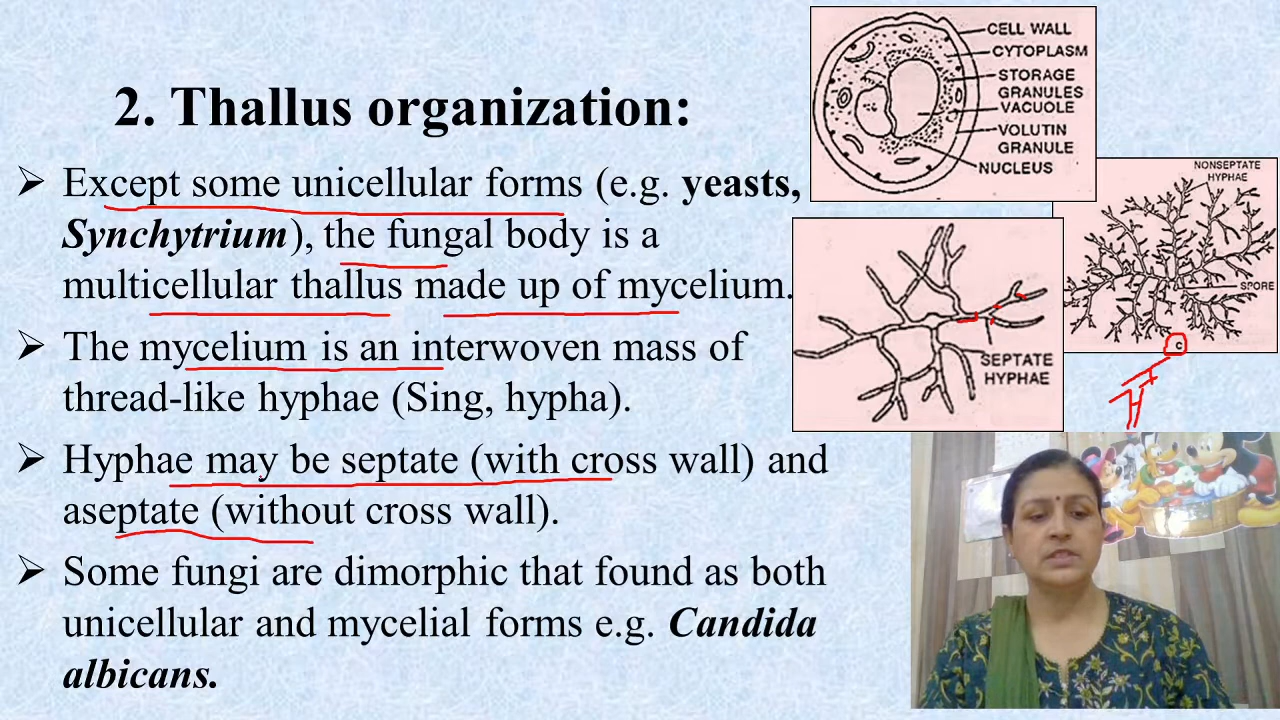 2. Thallus organization:
➢ Except some unicellular forms (e.g. yeasts,
Synchytrium), the fungal body is a
multicellular thallus made up of mycelium.
➢ The mycelium is an interwoven mass of
thread-like hyphae (Sing, hypha).
➢ Hyphae may be septate (with cross wall) and
aseptate (without cross wall).
➢ Some fungi are dimorphic that found as both
unicellular and mycelial forms e.g. Candida
albicans.
CELL WALL
CYTOPLASM
STORAGE
GRANULES
VACUOLE
VOLUTIN
GRANULE
NUCLEUS
NONSEPTATE
HYPHAE
SPORE
C
SEPTATE
HYPHAE